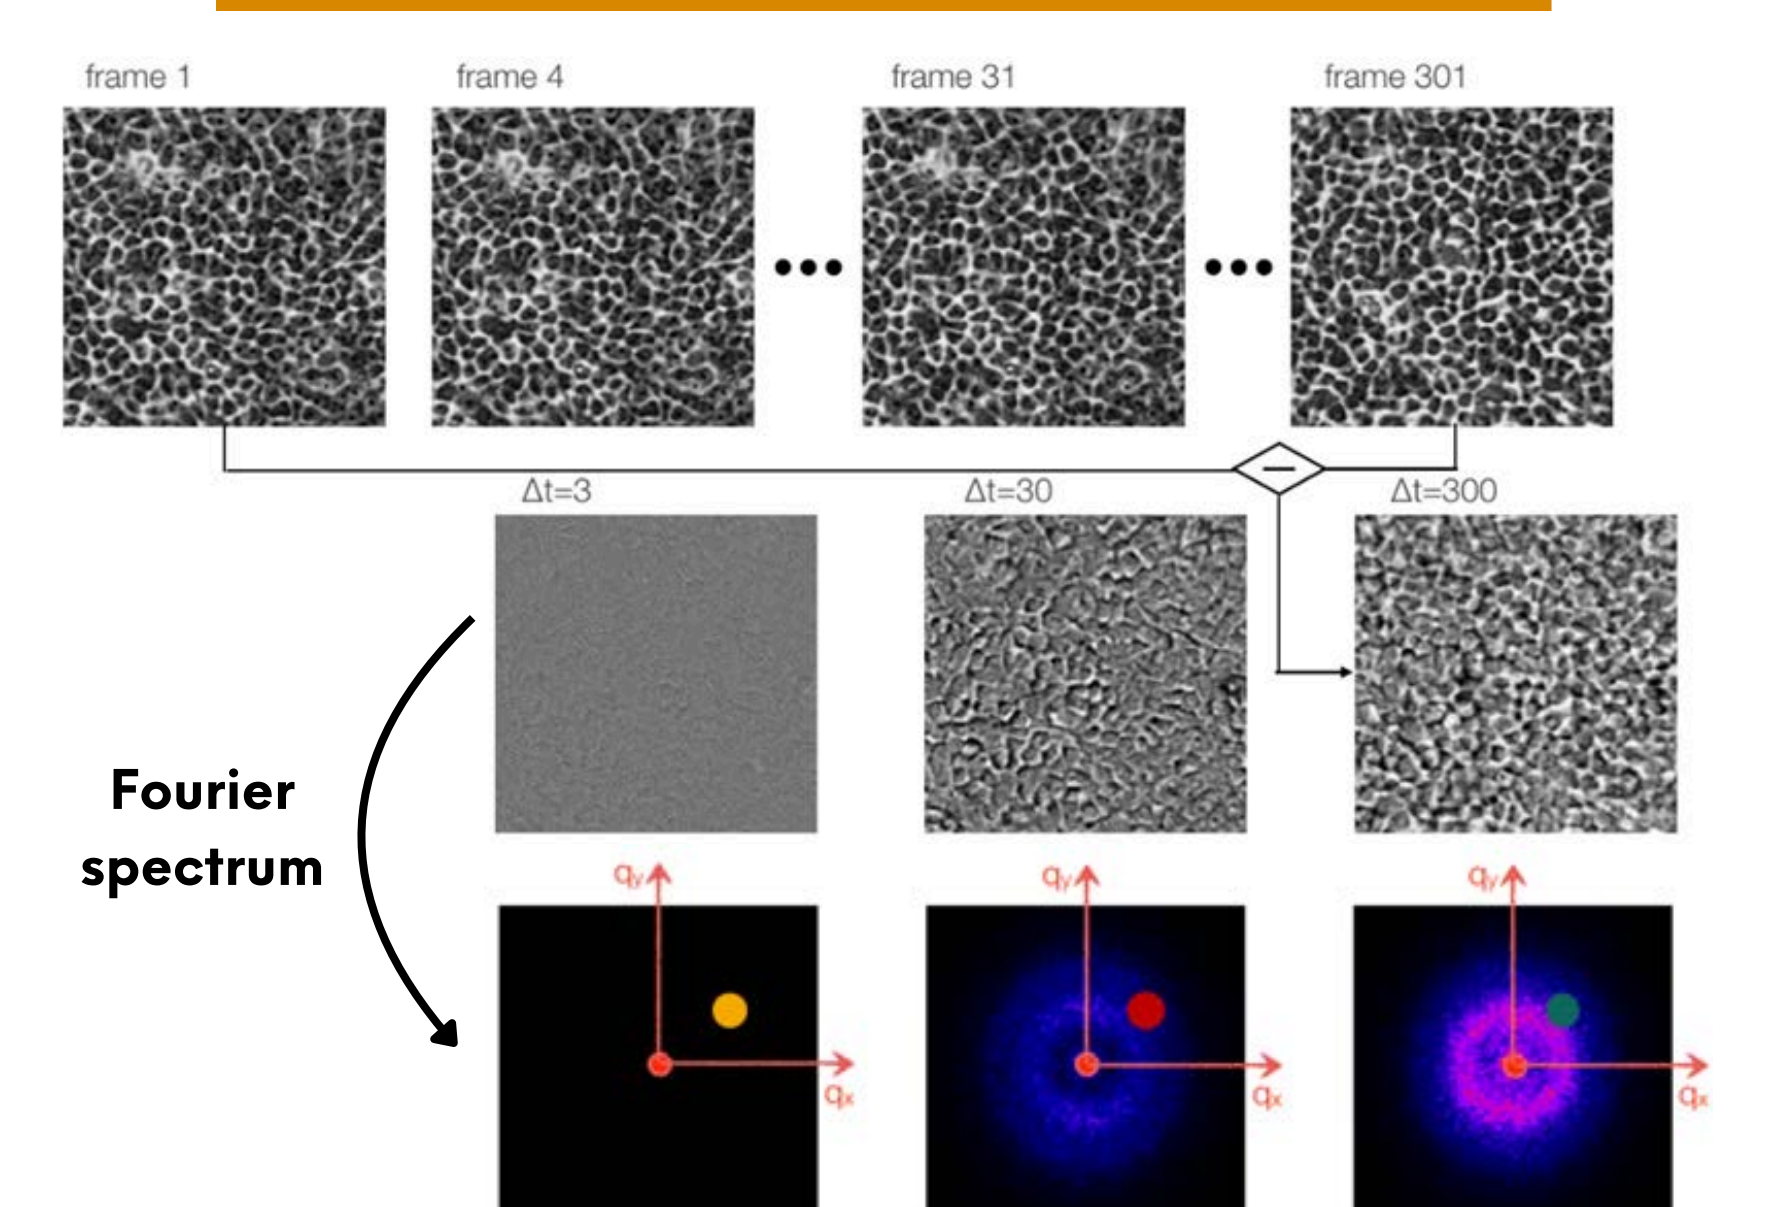 frame 1
frame 4
frame 31
frame 301
Δt=3
Δt=30
Δt=300
Fourier
spectrum
qy
qy
qy
qx
qx
qx